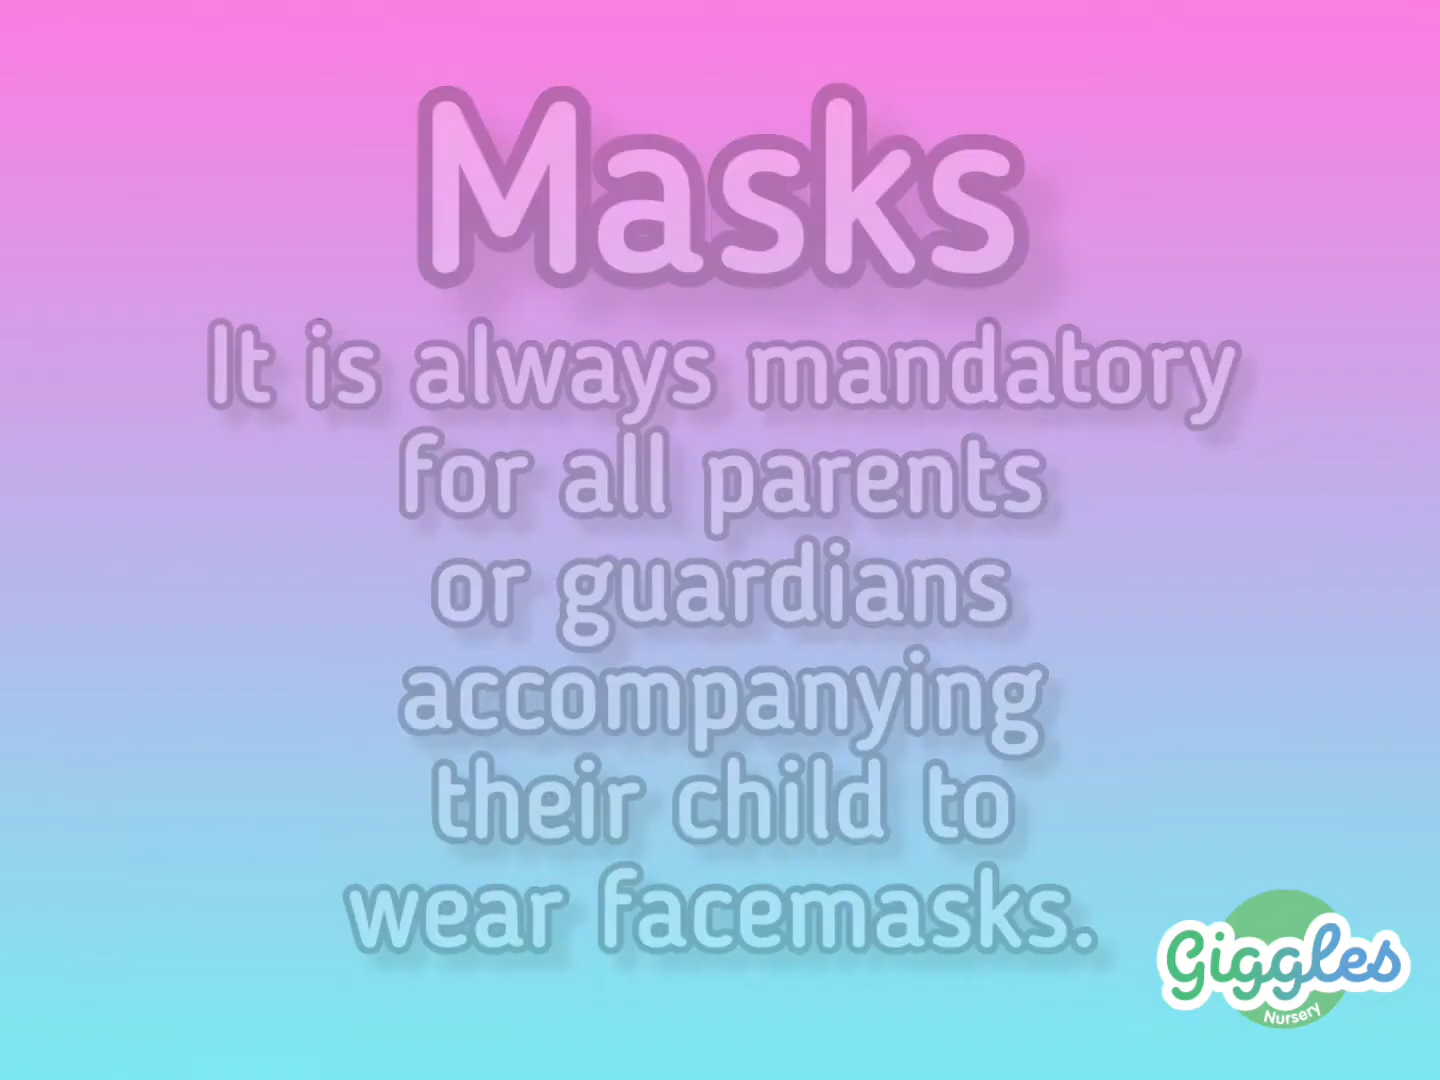 Masks
It is always mandatory
for all parents
or guardians
accompanying
their child to
wear facemasks.
Giggles
Nursery